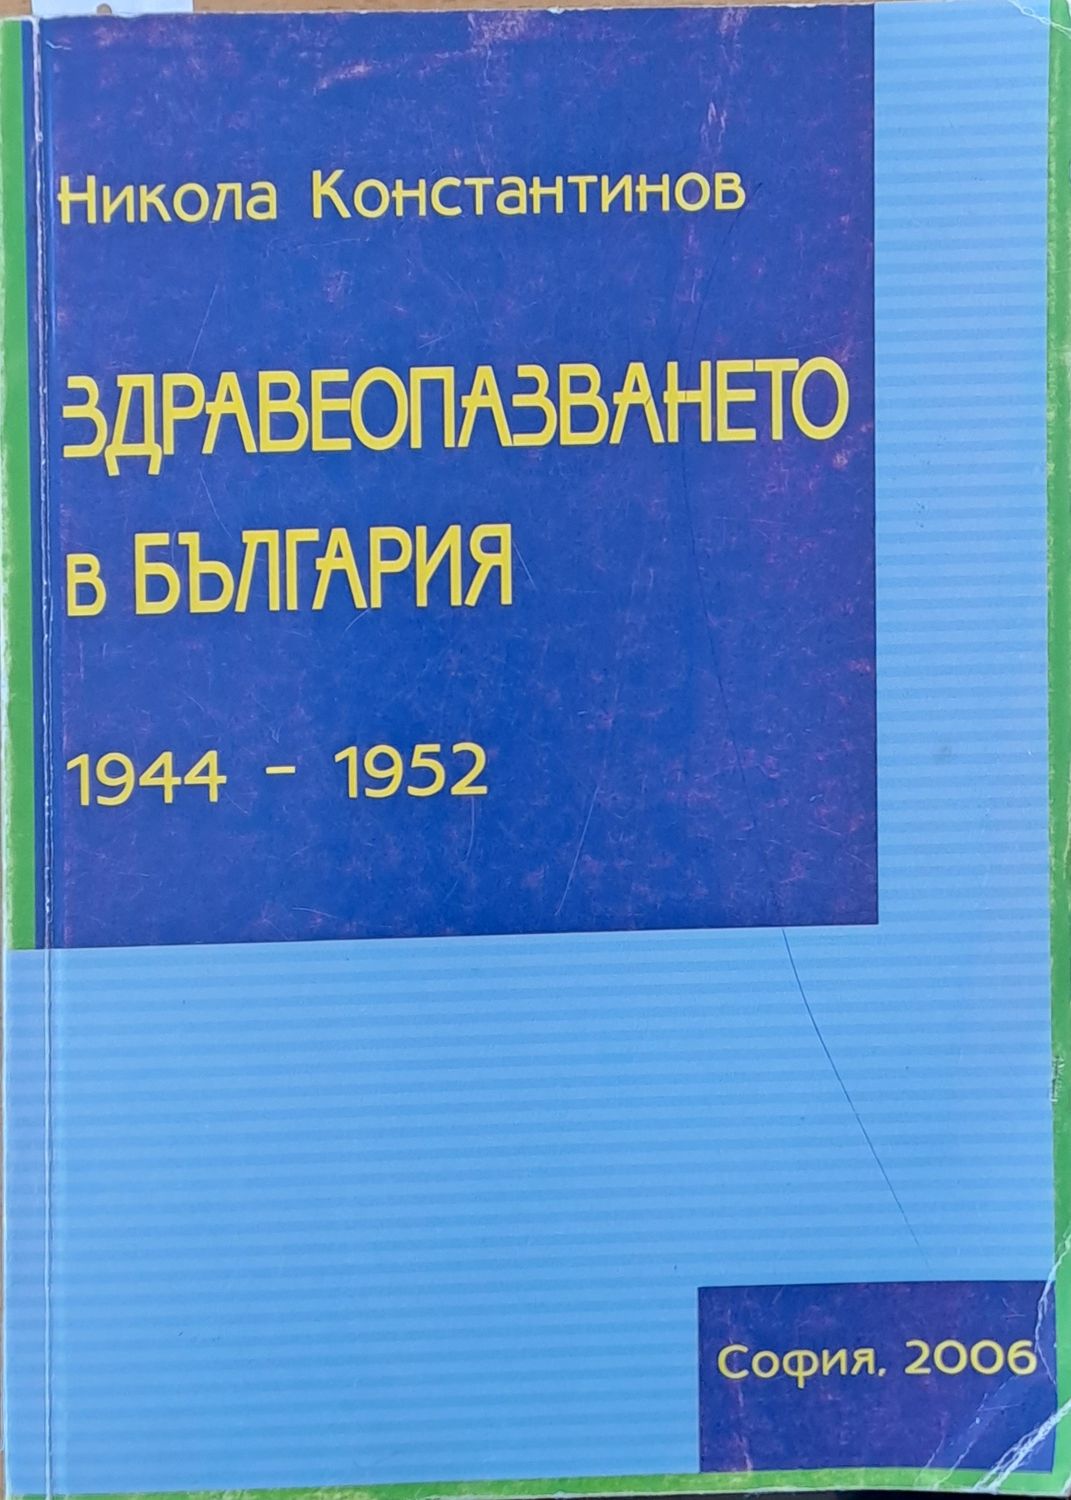 Никола Константинов
ЗДРАВЕОПАЗВАНЕТО
в БЪЛГАРИЯ
1944 - 1952
София, 2006